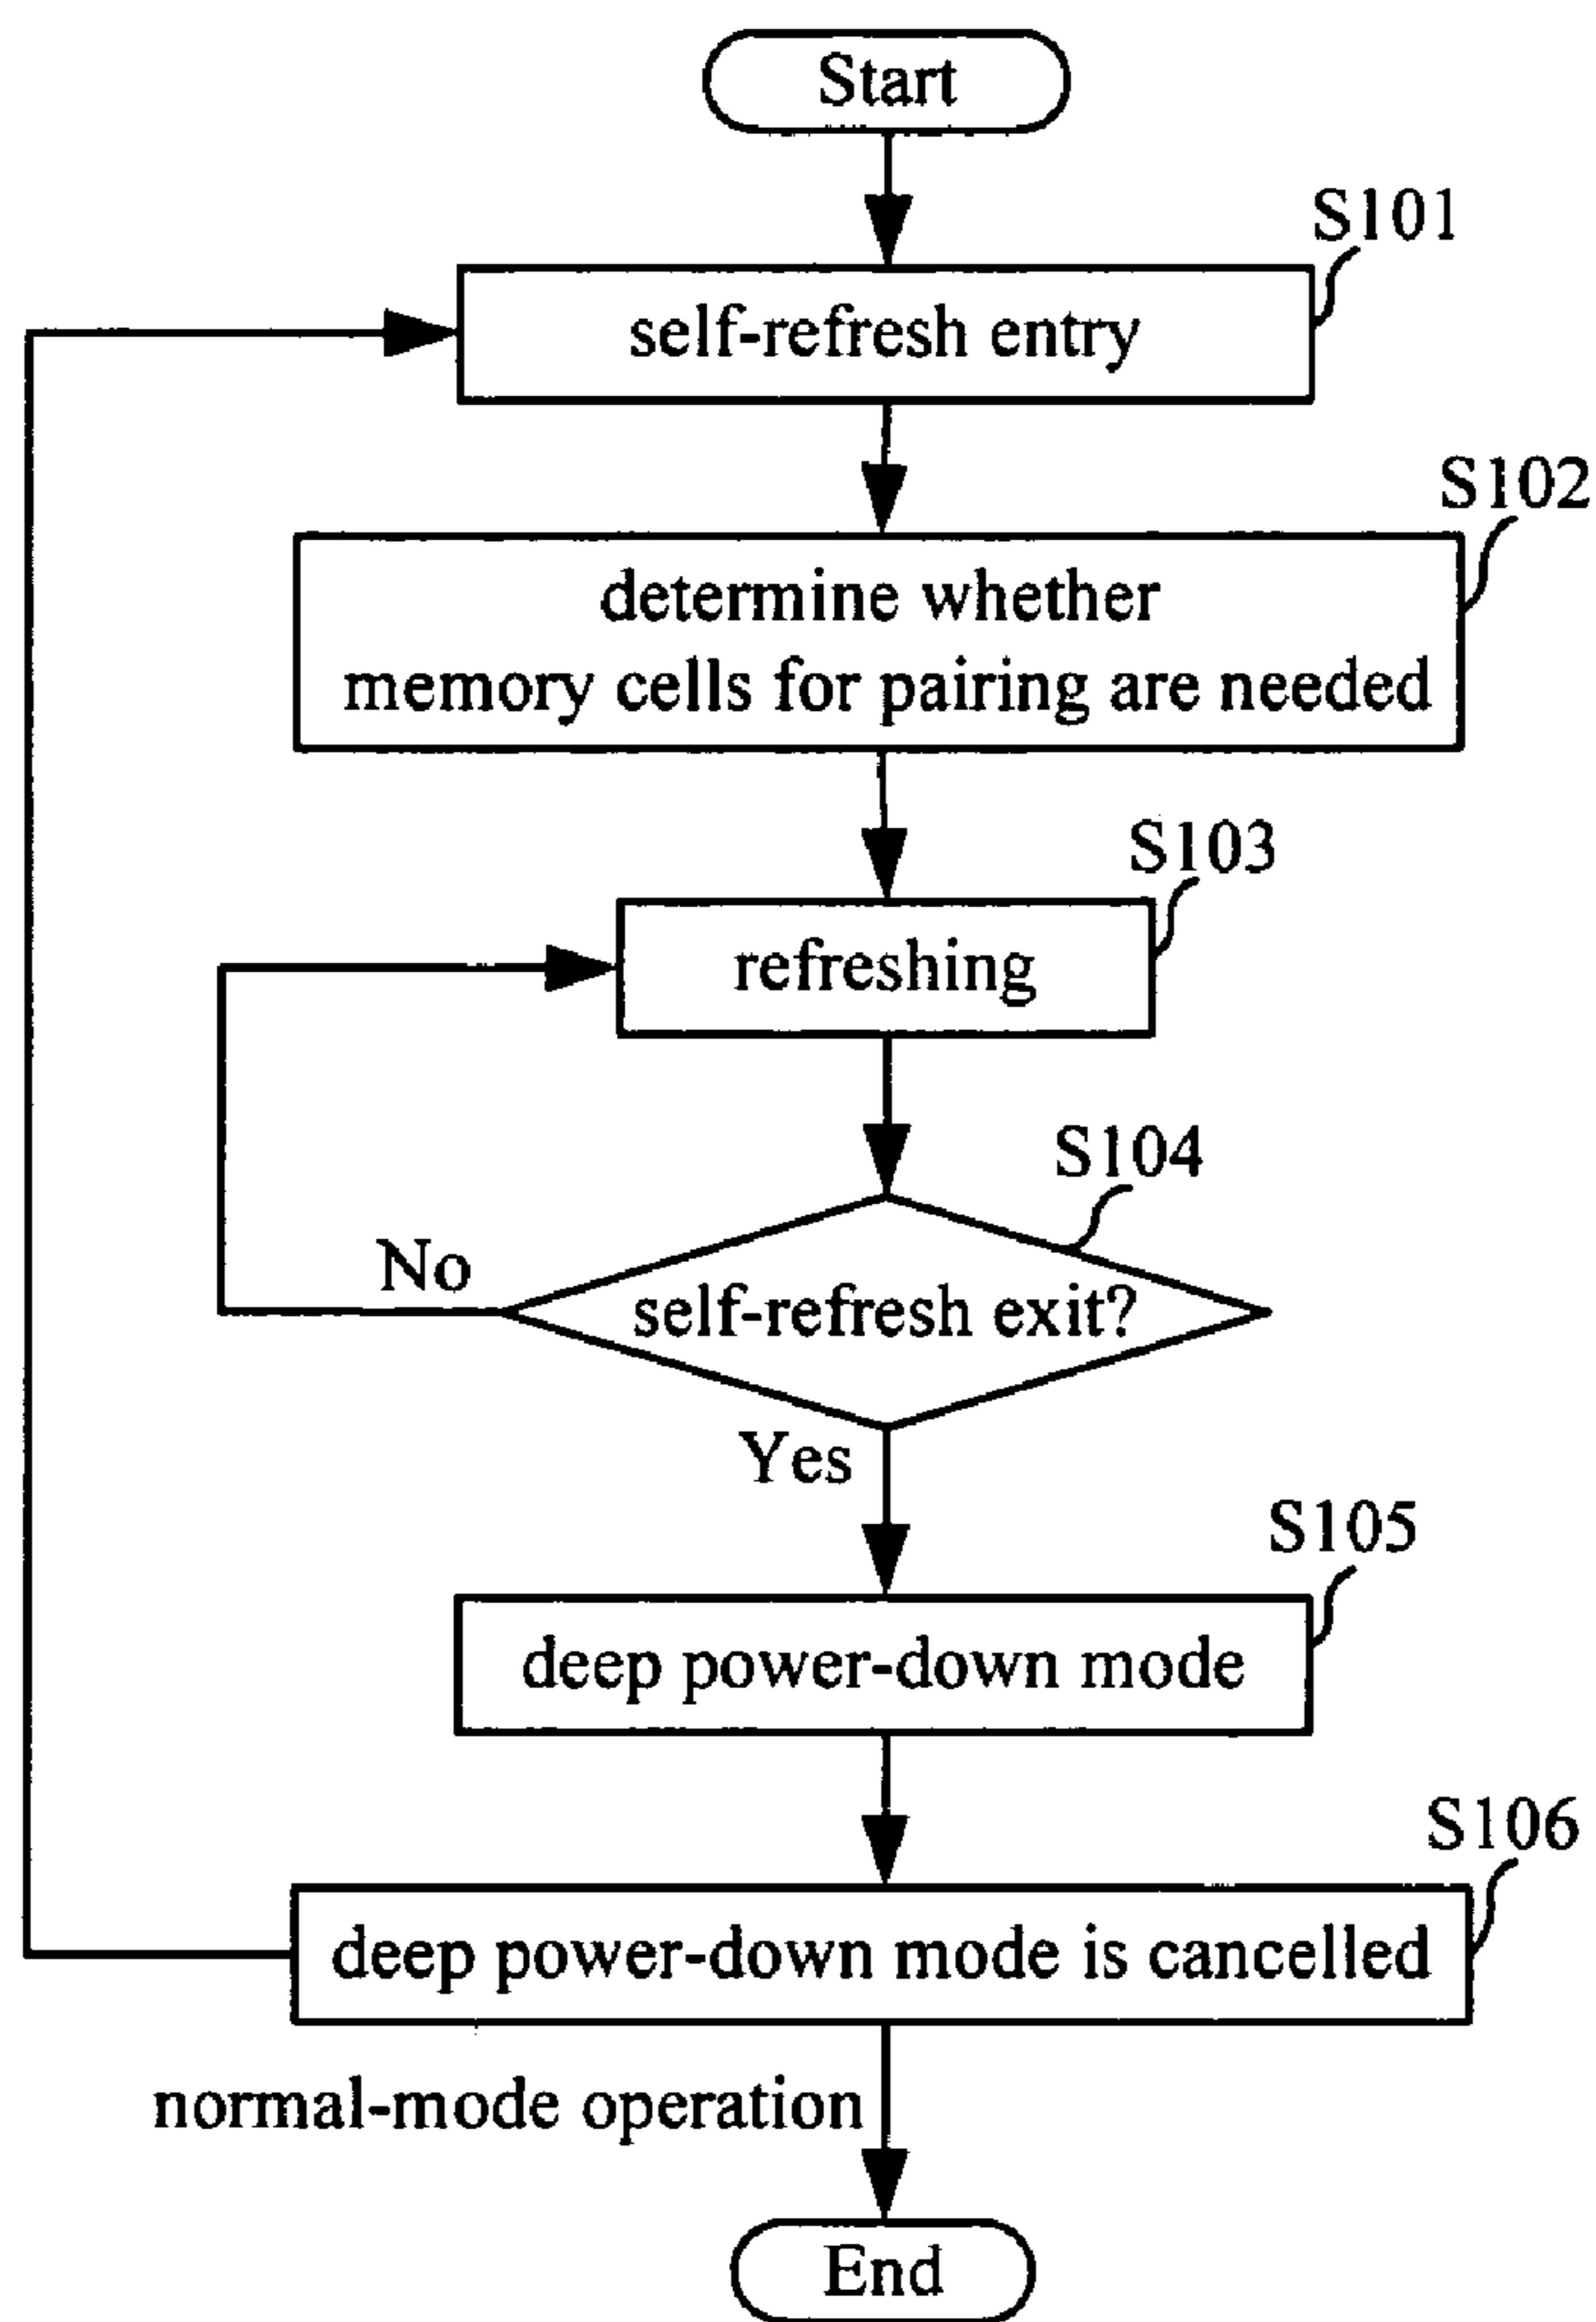 Start
S101
self-refresh entry
S102
determine whether
memory cells for pairing are needed
S103
refreshing
S104
No
self-refresh exit?
Yes
S105
deep power-down mode
S106
deep power-down mode is cancelled
normal-mode operation
End